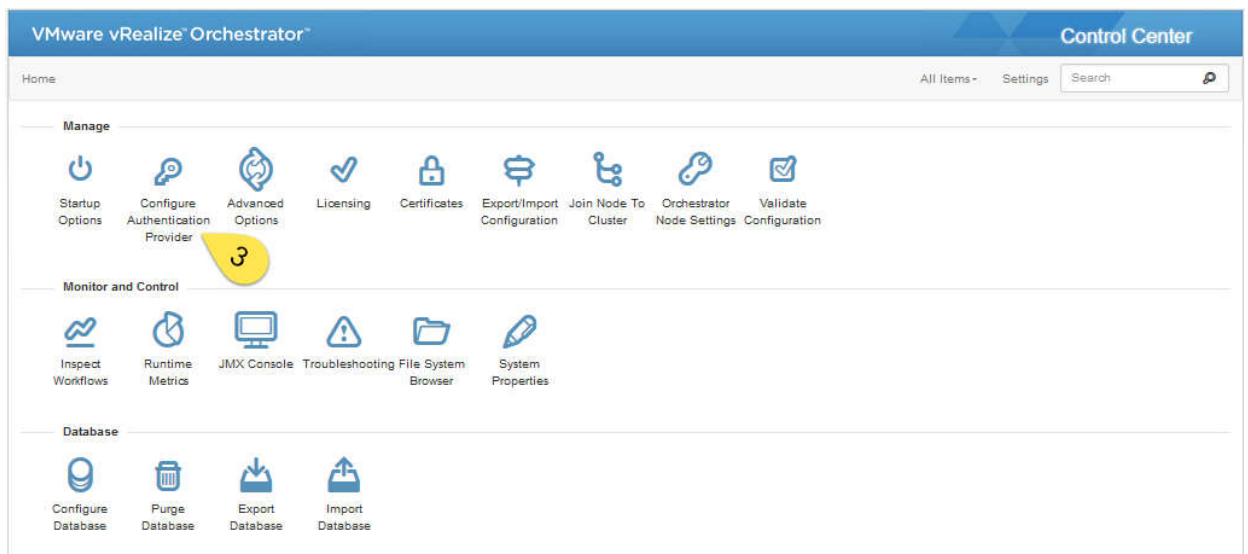 VMware vRealize™ Orchestrator™
Control Center
Home
All Items
Settings
Search
Manage
Startup
Options
Configure
Authentication
Provider
Advanced
Options
Licensing
Certificates
Export/Import
Configuration
Join Node To
Cluster
Orchestrator
Node Settings
Validate
Configuration
3
Monitor and Control
Inspect
Workflows
Runtime
Metrics
JMX Console
Troubleshooting
File System
Browser
System
Properties
Database
Configure
Database
Purge
Database
Export
Database
Import
Database